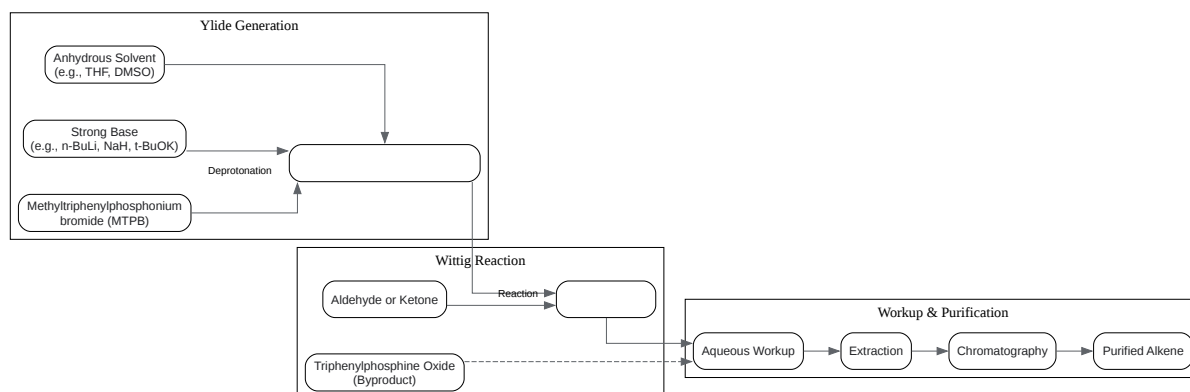 Ylide Generation
Anhydrous Solvent
(e.g., THF, DMSO)
Strong Base
(e.g., n-BuLi, NaH, t-BuOK)
Deprotonation
Methyltriphenylphosphonium
bromide (MTPB)
Wittig Reaction
Aldehyde or Ketone
Reaction
Triphenylphosphine Oxide
(Byproduct)
Workup & Purification
Aqueous Workup
Extraction
Chromatography
Purified Alkene